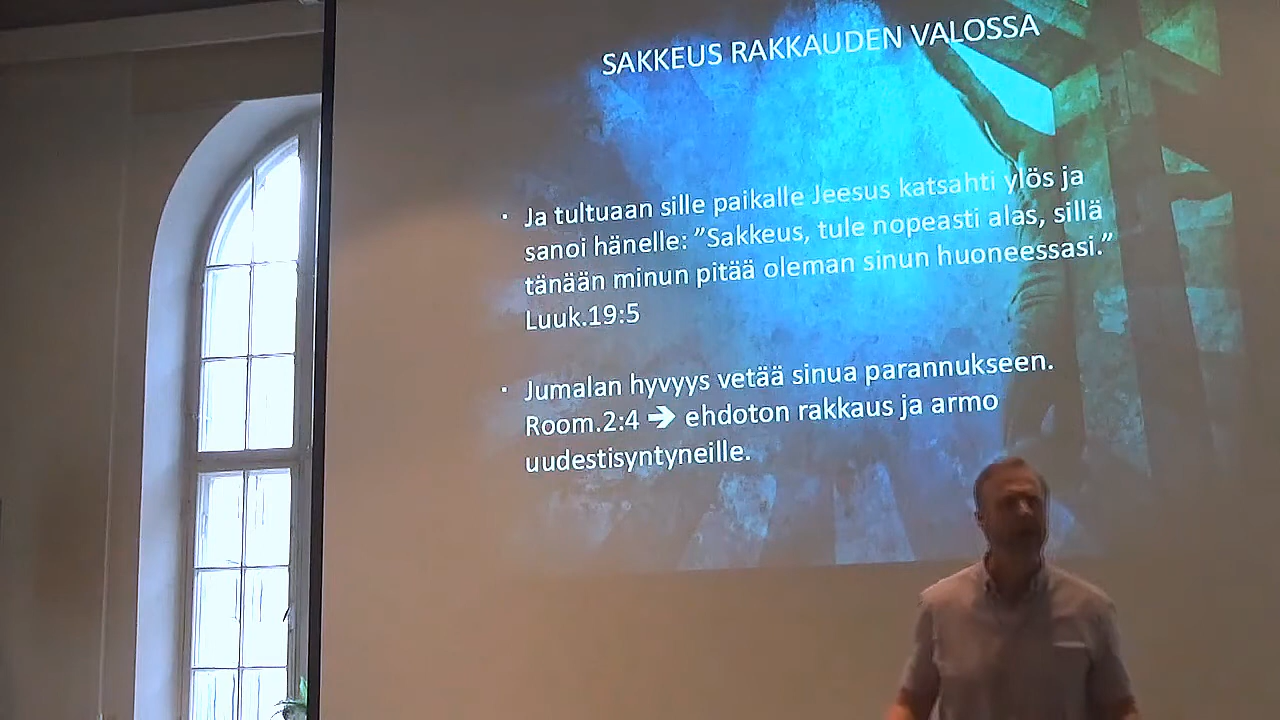 SAKKEUS RAKKAUDEN VALOSSA
· Ja tultuaan sille paikalle Jeesus katsahti ylös ja
sanoi hänelle: ”Sakkeus, tule nopeasti alas, sillä
tänään minun pitää oleman sinun huoneessasi.”
Luuk.19:5
· Jumalan hyvyys vetää sinua parannukseen.
Room.2:4 ➔ ehdoton rakkaus ja armo
uudestisyntyneille.